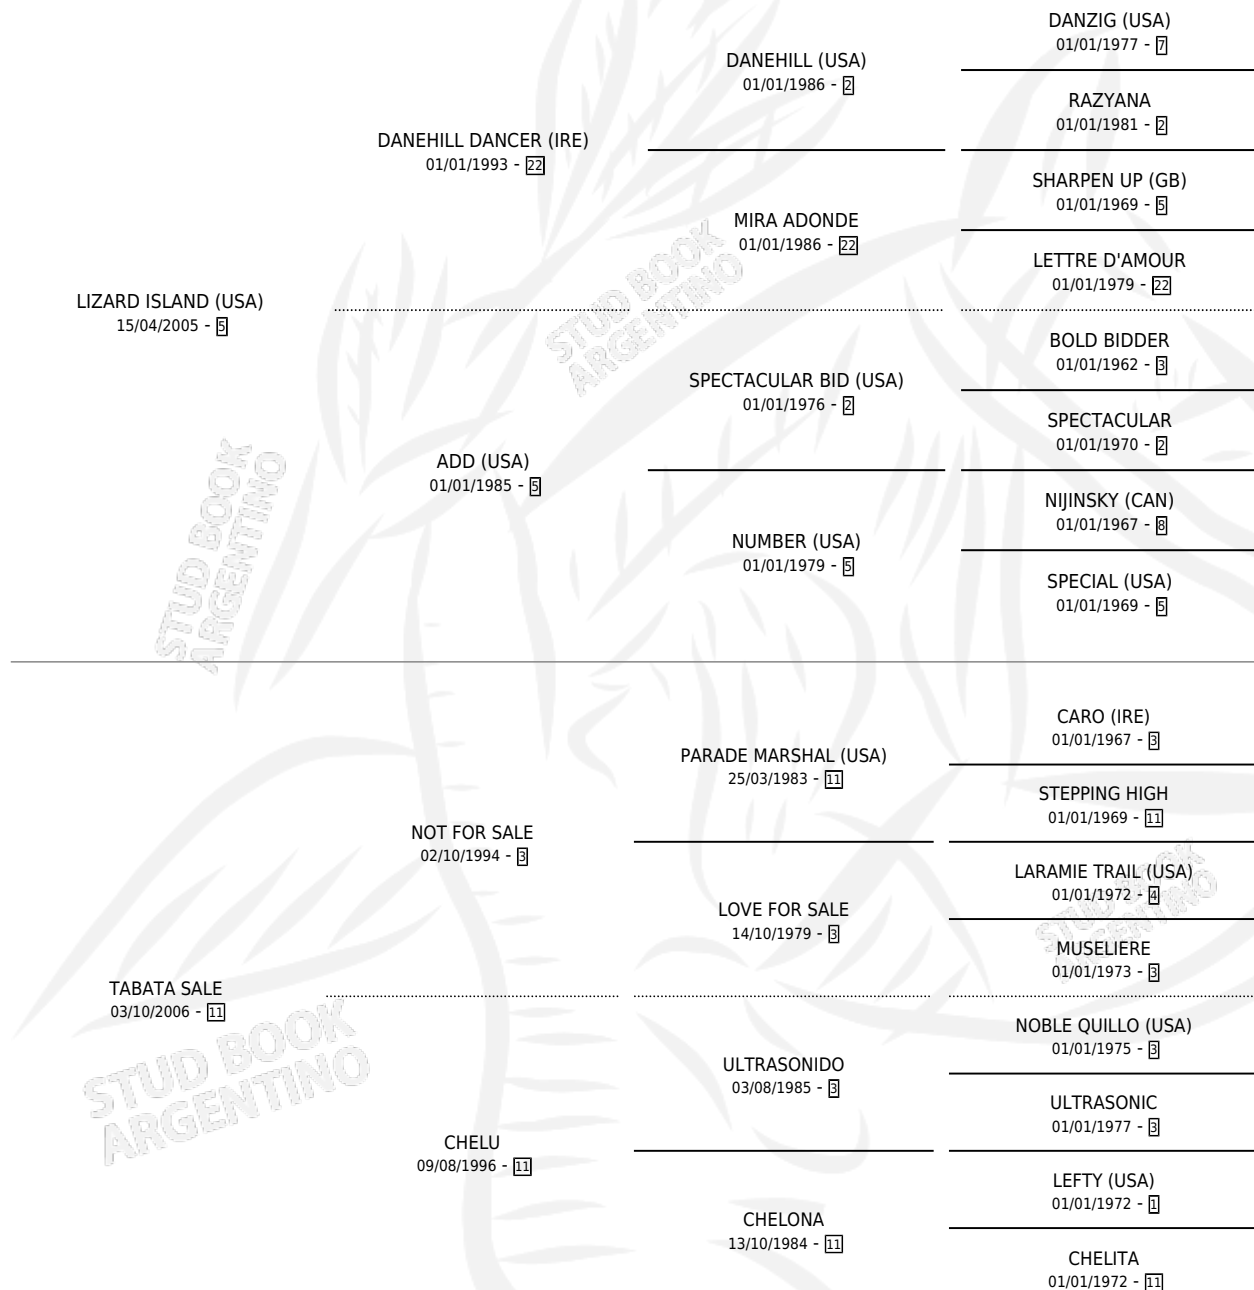 DANZIG (USA)
01/01/1977 - 7
DANEHILL (USA)
01/01/1986 - 2
RAZYANA
01/01/1981 - 2
DANEHILL DANCER (IRE)
01/01/1993 - 22
SHARPEN UP (GB)
01/01/1969 - 5
MIRA ADONDE
01/01/1986 - 22
LETTRE D'AMOUR
01/01/1979 - 22
LIZARD ISLAND (USA)
15/04/2005 - 5
STUD BOOK
ARGENTINO
BOLD BIDDER
01/01/1962 - 3
SPECTACULAR BID (USA)
01/01/1976 - 2
SPECTACULAR
01/01/1970 - 2
ADD (USA)
01/01/1985 - 5
NIJINSKY (CAN)
01/01/1967 - 8
NUMBER (USA)
01/01/1979 - 5
SPECIAL (USA)
01/01/1969 - 5
STUD BOOK
ARGENTINO
CARO (IRE)
01/01/1967 - 3
PARADE MARSHAL (USA)
25/03/1983 - 11
STEPPING HIGH
01/01/1969 - 11
NOT FOR SALE
02/10/1994 - 3
LARAMIE TRAIL (USA)
01/01/1972 - 4
LOVE FOR SALE
14/10/1979 - 3
STUD BOOK
ARGENTINO
MUSELIERE
01/01/1973 - 3
TABATA SALE
03/10/2006 - 11
NOBLE QUILLO (USA)
01/01/1975 - 3
STUD BOOK
ARGENTINO
ULTRASONIDO
03/08/1985 - 3
ULTRASONIC
01/01/1977 - 3
CHELU
09/08/1996 - 11
LEFTY (USA)
01/01/1972 - 1
CHELONA
13/10/1984 - 11
CHELITA
01/01/1972 - 11